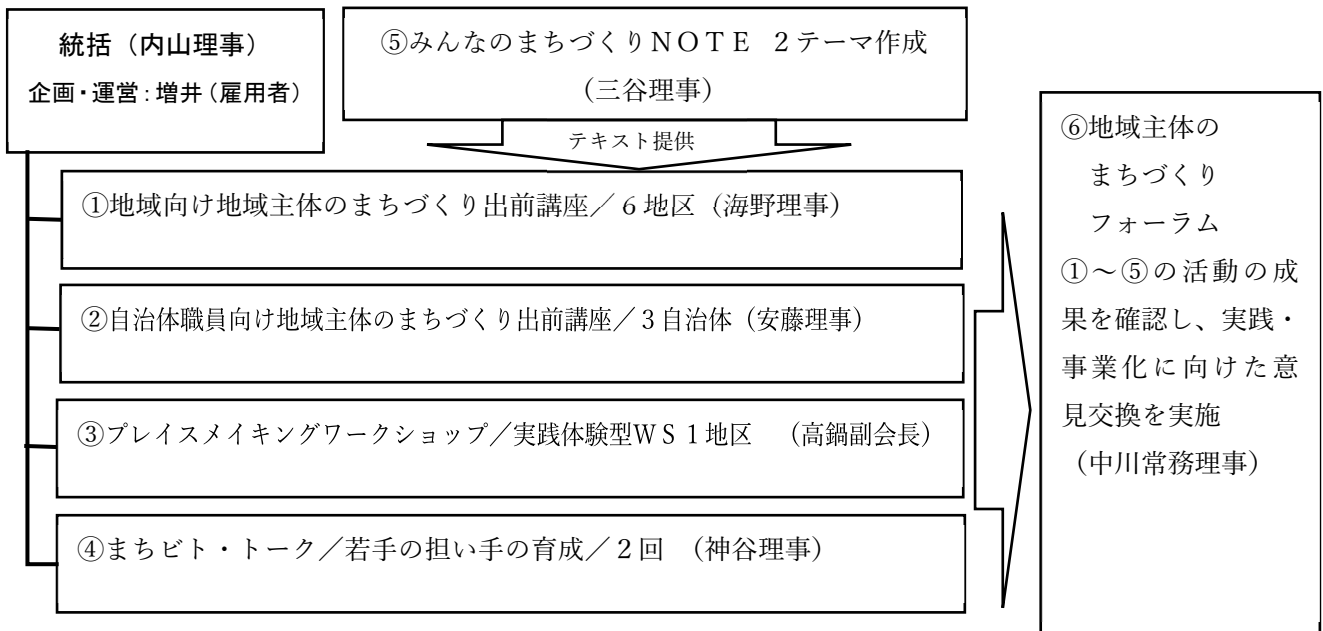 統括（内山理事）
企画・運営：増井（雇用者）
⑤みんなのまちづくりＮＯＴＥ　２テーマ作成
（三谷理事）
テキスト提供
①地域向け地域主体のまちづくり出前講座／６地区（海野理事）
②自治体職員向け地域主体のまちづくり出前講座／３自治体（安藤理事）
③プレイスメイキングワークショップ／実践体験型ＷＳ１地区　（高鍋副会長）
④まちビト・トーク／若手の担い手の育成／２回　（神谷理事）
⑥地域主体の
まちづくり
フォーラム
①～⑤の活動の成
果を確認し、実践・
事業化に向けた意
見交換を実施
（中川常務理事）